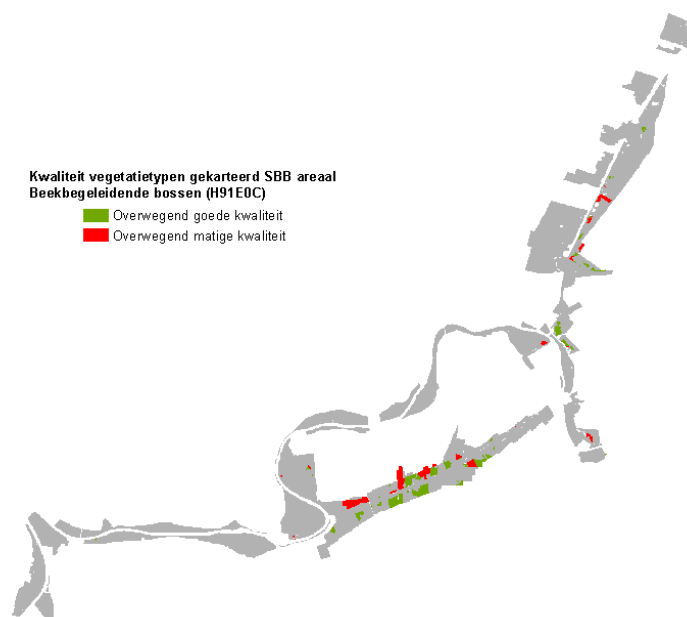 Kwaliteit vegetatietypen gekarteerd SBB areaal
Beekbegeleidende bossen (H91E0C)
Overwegend goede kwaliteit
Overwegend matige kwaliteit